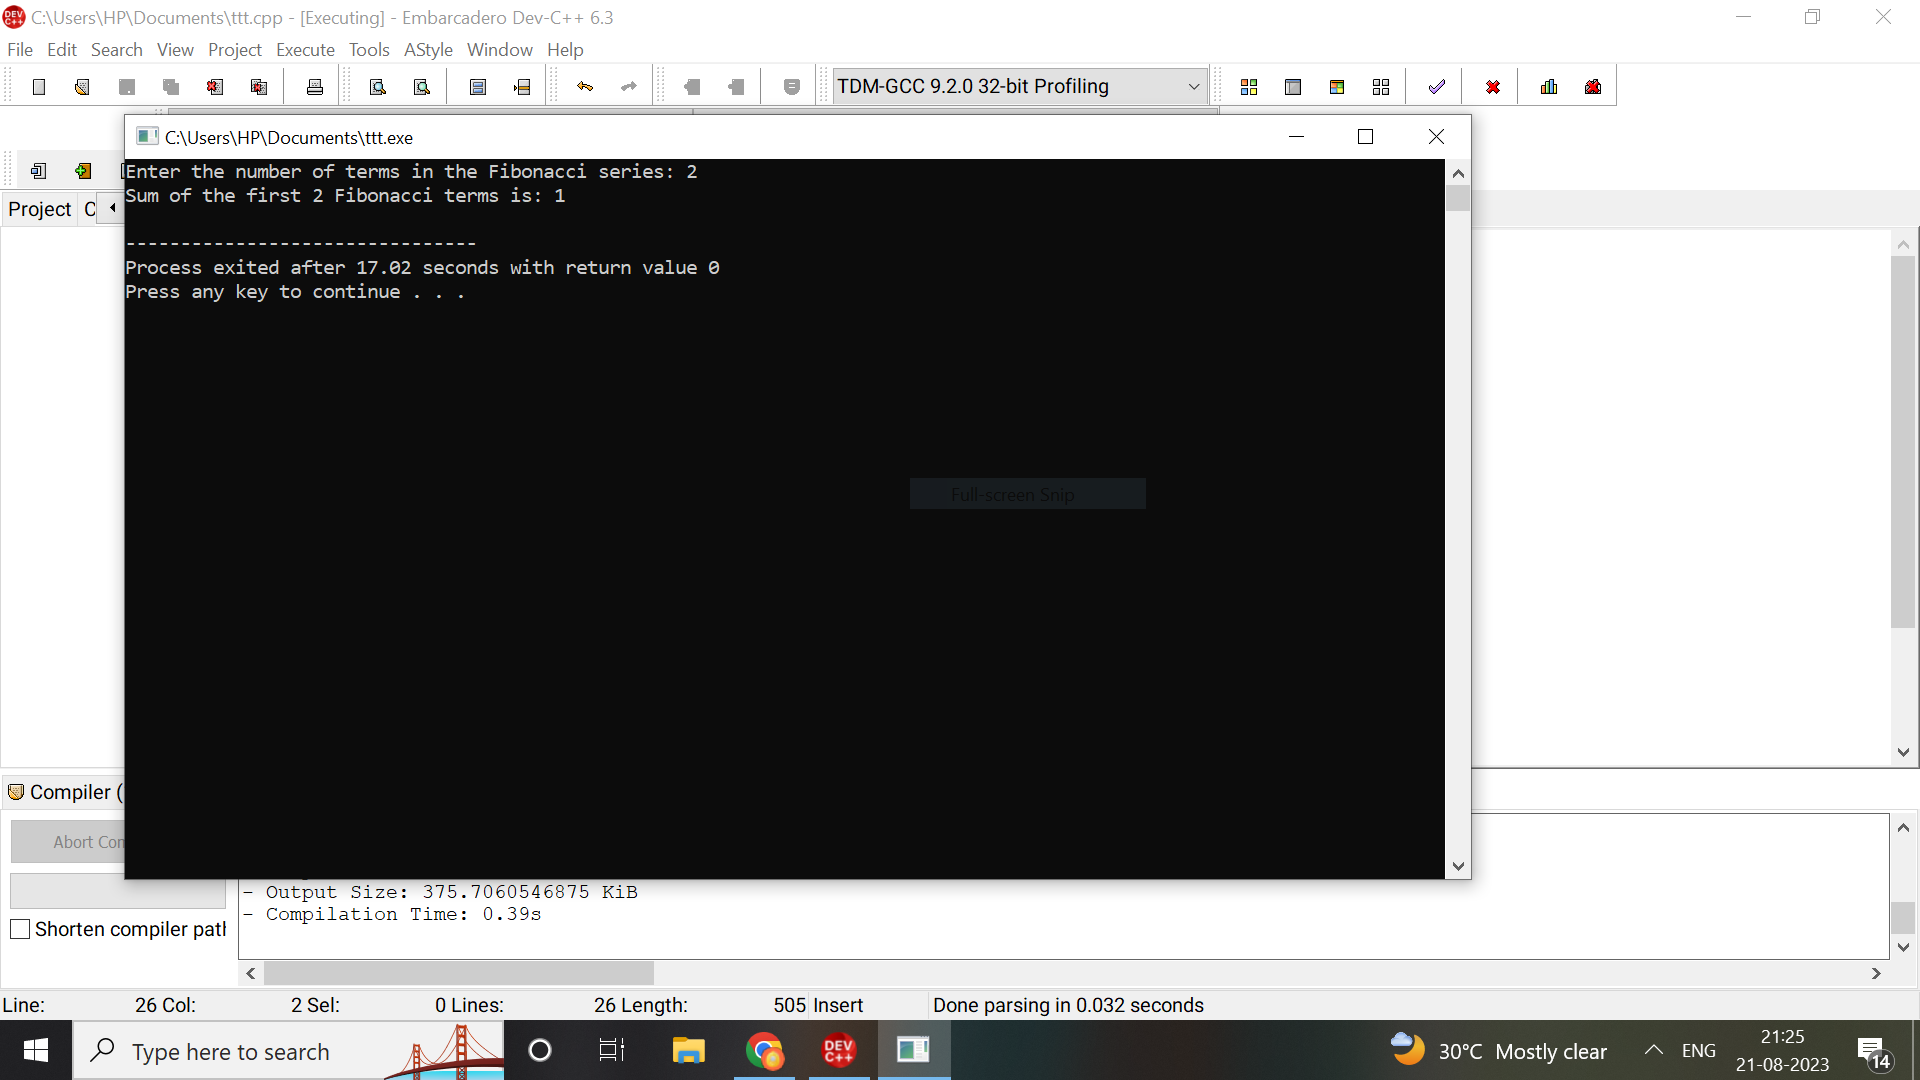 C:\Users\HP\Documents\ttt.cpp - [Executing] - Embarcadero Dev-C++ 6.3
File Edit Search View Project Execute Tools AStyle Window Help
TDM-GCC 9.2.0 32-bit Profiling
C:\Users\HP\Documents\ttt.exe
Enter the number of terms in the Fibonacci series: 2
Sum of the first 2 Fibonacci terms is: 1
--------------------------------
Process exited after 17.02 seconds with return value 0
Press any key to continue . . .
Project C
Full-screen Snip
Compiler (
Abort Con
- Output Size: 375.7060546875 KiB
- Compilation Time: 0.39s
Shorten compiler path
Line: 26 Col: 2 Sel: 0 Lines: 26 Length: 505 Insert Done parsing in 0.032 seconds
Type here to search
DEV C++
30°C Mostly clear
ENG
21:25
21-08-2023
14